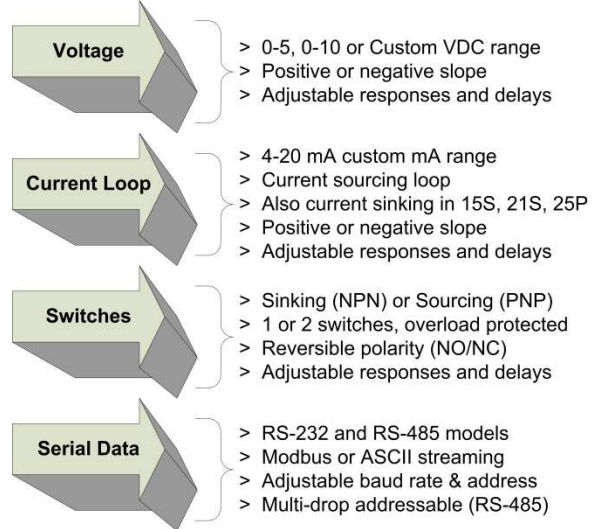 Voltage
> 0-5, 0-10 or Custom VDC range
> Positive or negative slope
> Adjustable responses and delays
Current Loop
> 4-20 mA custom mA range
> Current sourcing loop
> Also current sinking in 15S, 21S, 25P
> Positive or negative slope
> Adjustable responses and delays
Switches
> Sinking (NPN) or Sourcing (PNP)
> 1 or 2 switches, overload protected
> Reversible polarity (NO/NC)
> Adjustable responses and delays
Serial Data
> RS-232 and RS-485 models
> Modbus or ASCII streaming
> Adjustable baud rate & address
> Multi-drop addressable (RS-485)